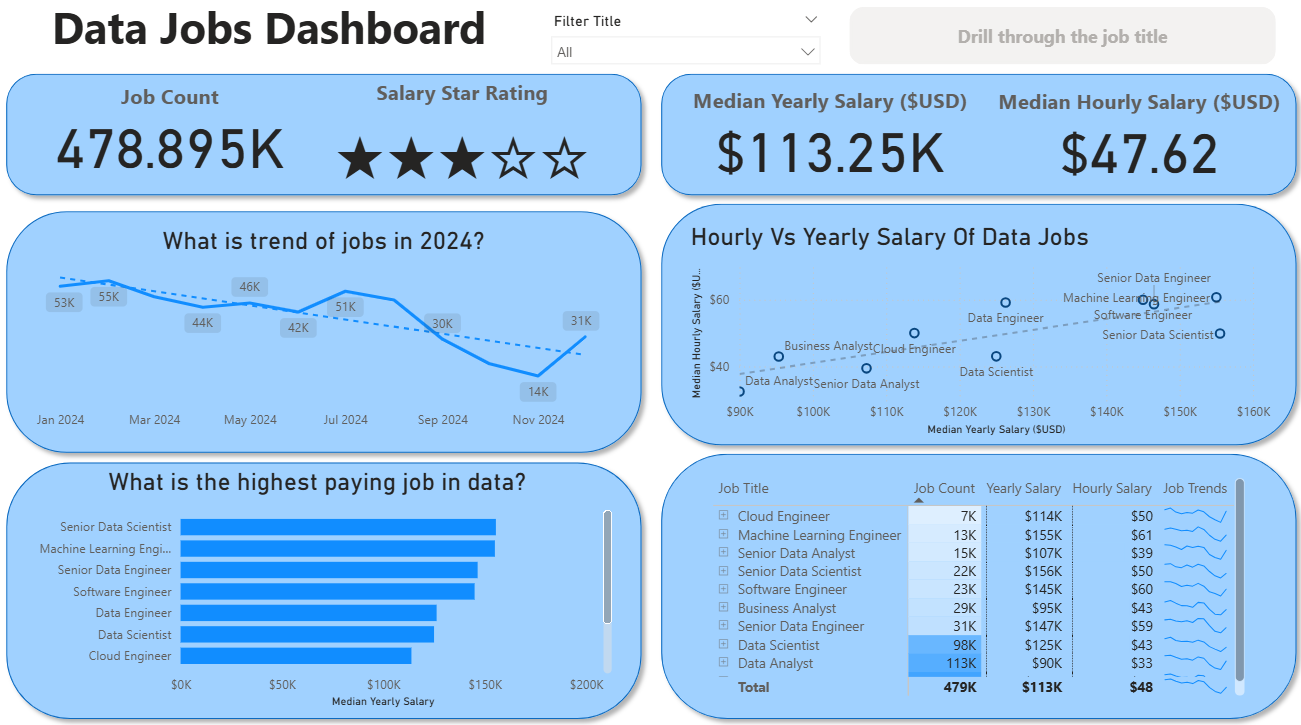 Data Jobs Dashboard
Filter Title
All
Drill through the job title
Job Count
478.895K
Salary Star Rating
Median Yearly Salary ($USD)
$113.25K
Median Hourly Salary ($USD)
$47.62
What is trend of jobs in 2024?
53K
55K
44K
46K
42K
51K
30K
14K
31K
Jan 2024
Mar 2024
May 2024
Jul 2024
Sep 2024
Nov 2024
Hourly Vs Yearly Salary Of Data Jobs
Median Hourly Salary ($U...
$60
$40
Senior Data Engineer
Machine Learning Engineer
Software Engineer
Senior Data Scientist
Data Engineer
Business Analyst
Cloud Engineer
Data Scientist
Data Analyst
Senior Data Analyst
$90K
$100K
$110K
$120K
$130K
$140K
$150K
$160K
Median Yearly Salary ($USD)
What is the highest paying job in data?
Senior Data Scientist
Machine Learning Engi...
Senior Data Engineer
Software Engineer
Data Engineer
Data Scientist
Cloud Engineer
$0K
$50K
$100K
$150K
$200K
Median Yearly Salary
Job Title Job Count Yearly Salary Hourly Salary Job Trends
Cloud Engineer 7K $114K $50
Machine Learning Engineer 13K $155K $61
Senior Data Analyst 15K $107K $39
Senior Data Scientist 22K $156K $50
Software Engineer 23K $145K $60
Business Analyst 29K $95K $43
Senior Data Engineer 31K $147K $59
Data Scientist 98K $125K $43
Data Analyst 113K $90K $33
Total 479K $113K $48